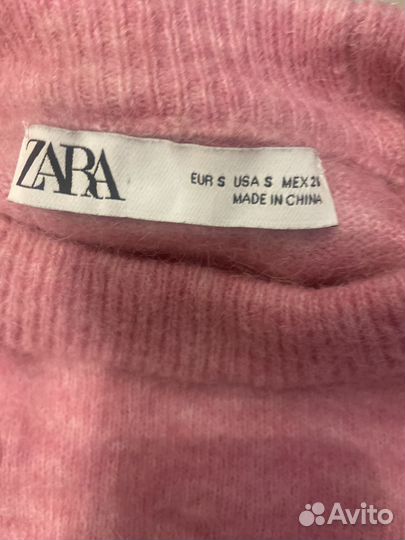 ZARA
EUR S USA S MEX 26
MADE IN CHINA
Avito